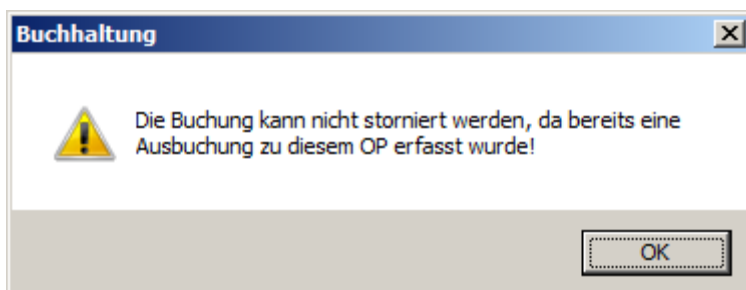 Buchhaltung
Die Buchung kann nicht storniert werden, da bereits eine
Ausbuchung zu diesem OP erfasst wurde!
OK